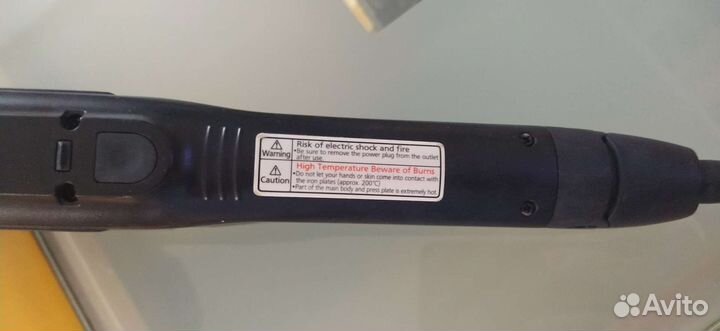 Warning
Risk of electric shock and fire
•Be sure to remove the power plug from the outlet
after use.
Caution
High Temperature Beware of Burns
•Do not let your hands or skin come into contact with
the iron plates (approx. 200°C)
•Part of the main body and press plate is extremely hot.
Avito